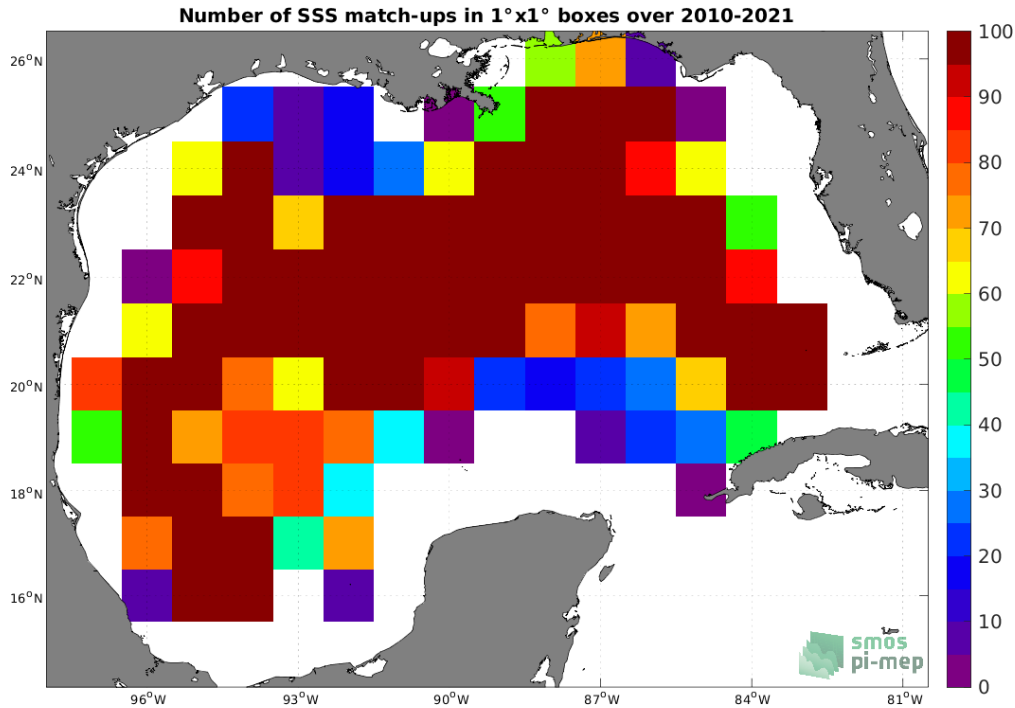 Number of SSS match-ups in 1°x1° boxes over 2010-2021
26°N
24°N
22°N
20°N
18°N
16°N
96°W
93°W
90°W
87°W
84°W
81°W
100
90
80
70
60
50
40
30
20
10
0
smos
pi-mep